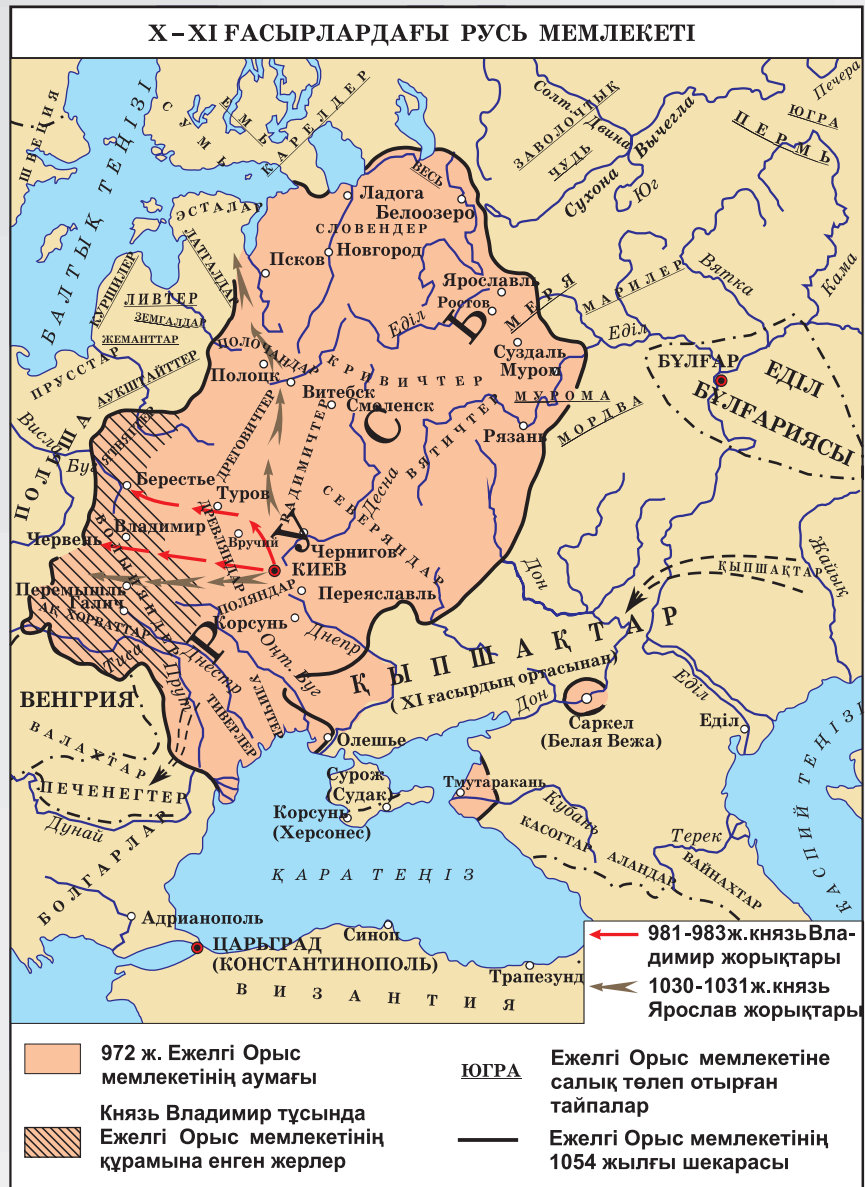 X–XI ҒАСЫРЛАРДАҒЫ РУСЬ МЕМЛЕКЕТІ
ШВЕЦИЯ
БАЛТЫҚ ТЕҢІЗІ
СУМЬ
ЕМЬ
КАРЕЛДЕР
Солт. Двина
ЗАВОЛОЧТЫК
ЧУДЬ
Сухона
Юг
Вычегла
ПЕРМЬ
ЮГРА
Печера
ВЕСЬ
Ладога
Белоозеро
СЛОВЕНДЕР
Новгород
Псков
ЭСТАЛАР
ЛАТГАЛДАР
КУРШИЛЕР
ЛИВТЕР
ЗЕМГАЛДАР
ЖЕМАНТТАР
АУКШТАЙТТЕР
ПРУССТАР
Ярославль
Ростов
МЕРЯ
МАРИЛЕР
Вятка
Кама
Еділ
Еділ
Суздаль
Муром
МУРОМА
МОРДВА
Рязань
БҰЛҒАР
ЕДІЛ
БҰЛҒАРИЯСЫ
ПОЛОЧАНДАР
Полоцк
КРИВИЧТЕР
Витебск
Смоленск
ДРЕГОВИЧТЕР
РАДИМИЧТЕР
ВЯТИЧТЕР
Десна
СЕВЕРЯНДАР
РУСЬ
Висла
Буг
ПОЛЬША
ЯТВЯГТЕР
Берестье
Туров
Владимир
Вручий
ДРЕВЛЯНДАР
Червень
ВОЛЫНЯНДЕР
Чернигов
КИЕВ
Перемышль
ПОЛЯНДАР
Переяславль
Галич
АҚ ХОРВАТТАР
Корсунь
Днепр
Тиса
Днестр
Прут
Оңт. Буг
УЛИЧТЕР
ТИВЕРЛЕР
ВЕНГРИЯ
ВАЛАХТАР
ПЕЧЕНЕГТЕР
Дунай
БОЛГАРЛАР
Дон
ҚЫПШАҚТАР
Жайық
ҚЫПШАҚТАР
(XI ғасырдың ортасынан)
Дон
Еділ
Саркел
(Белая Вежа)
Еділ
КАСПИЙ ТЕҢІЗІ
Олешье
Сурож
(Судак)
Корсунь
(Херсонес)
Тмутаракань
Кубань
КАСОГТАР
АЛАНДАР
Терек
ВАЙНАХТАР
ҚАРА ТЕҢІЗ
Адрианополь
ЦАРЬГРАД
(КОНСТАНТИНОПОЛЬ)
Синоп
Трапезунд
ВИЗАНТИЯ
981-983ж.князьВла-
димир жорықтары
1030-1031ж.князь
Ярослав жорықтары
972 ж. Ежелгі Орыс
мемлекетінің аумағы
Князь Владимир тұсында
Ежелгі Орыс мемлекетінің
құрамына енген жерлер
ЮГРА
Ежелгі Орыс мемлекетіне
салық төлеп отырған
тайпалар
Ежелгі Орыс мемлекетінің
1054 жылғы шекарасы